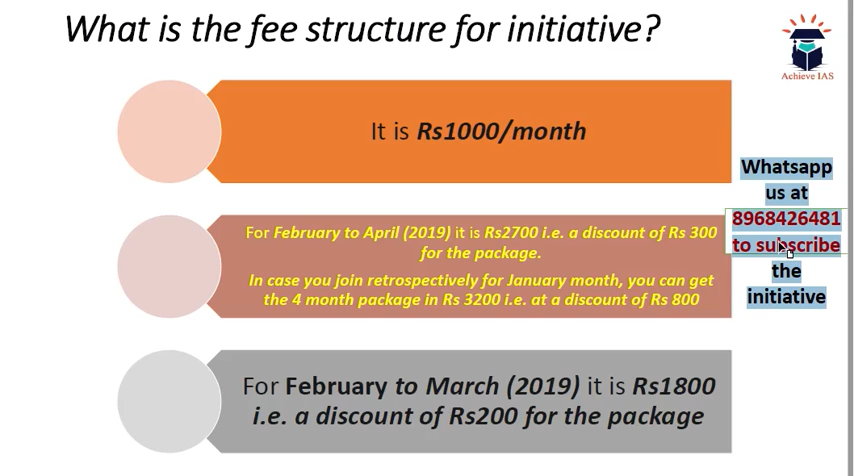 What is the fee structure for initiative?
Achieve IAS
It is Rs1000/month
Whatsapp
us at
8968426481
to subscribe
the
initiative
For February to April (2019) it is Rs2700 i.e. a discount of Rs 300
for the package.
In case you join retrospectively for January month, you can get
the 4 month package in Rs 3200 i.e. at a discount of Rs 800
For February to March (2019) it is Rs1800
i.e. a discount of Rs200 for the package